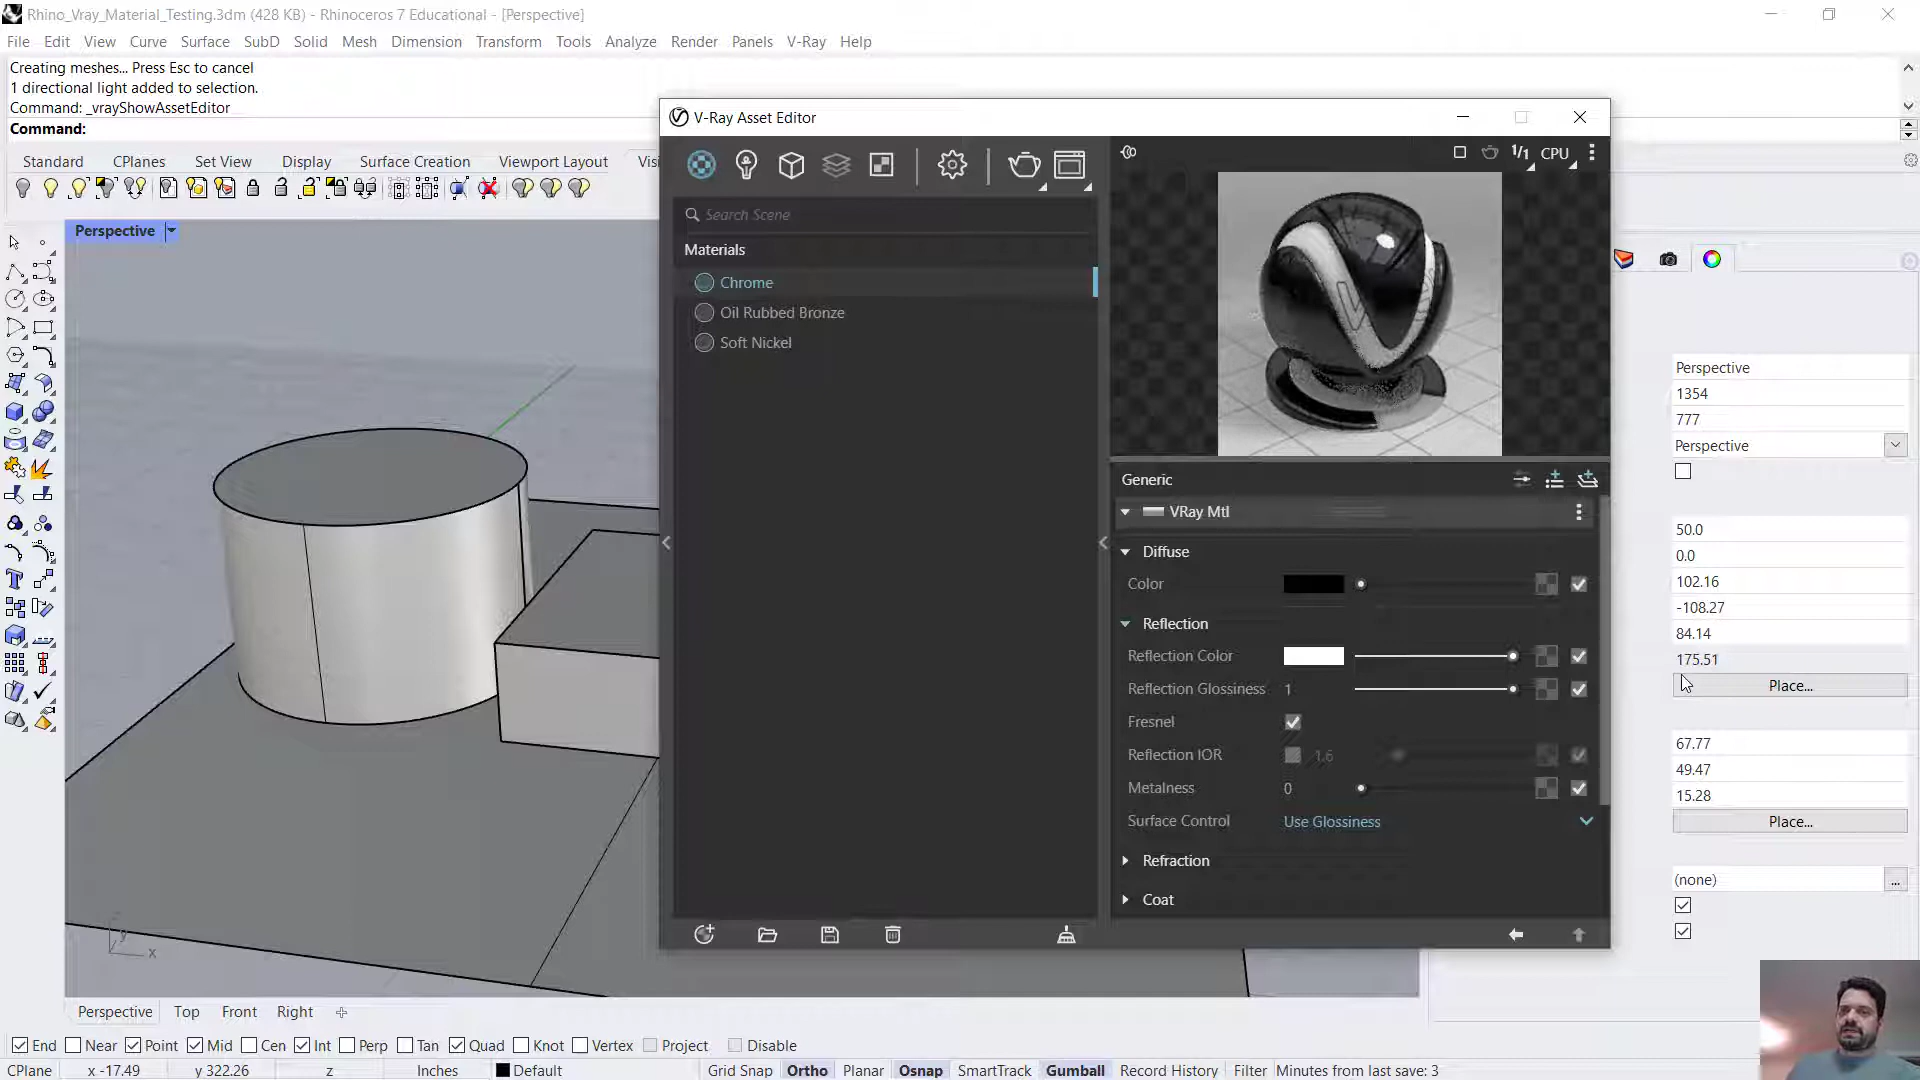 Rhino_Vray_Material_Testing.3dm (428 KB) - Rhinoceros 7 Educational - [Perspective]
File Edit View Curve Surface SubD Solid Mesh Dimension Transform Tools Analyze Render Panels V-Ray Help
Creating meshes... Press Esc to cancel
1 directional light added to selection.
Command: _vrayShowAssetEditor
Command:
Standard CPlanes Set View Display Surface Creation Viewport Layout
Perspective
V-Ray Asset Editor
1/1 CPU
Search Scene
Materials
Chrome
Oil Rubbed Bronze
Soft Nickel
Generic
VRay Mtl
Diffuse
Color
Reflection
Reflection Color
Reflection Glossiness 1
Fresnel
Reflection IOR 1.6
Metalness 0
Surface Control Use Glossiness
Refraction
Coat
Perspective
1354
777
Perspective
50.0
0.0
102.16
-108.27
84.14
175.51
Place...
67.77
49.47
15.28
Place...
(none) ...
y
x
Perspective Top Front Right
End Near Point Mid Cen Int Perp Tan Quad Knot Vertex Project Disable
CPlane x -17.49 y 322.26 z Inches Default Grid Snap Ortho Planar Osnap SmartTrack Gumball Record History Filter Minutes from last save: 3